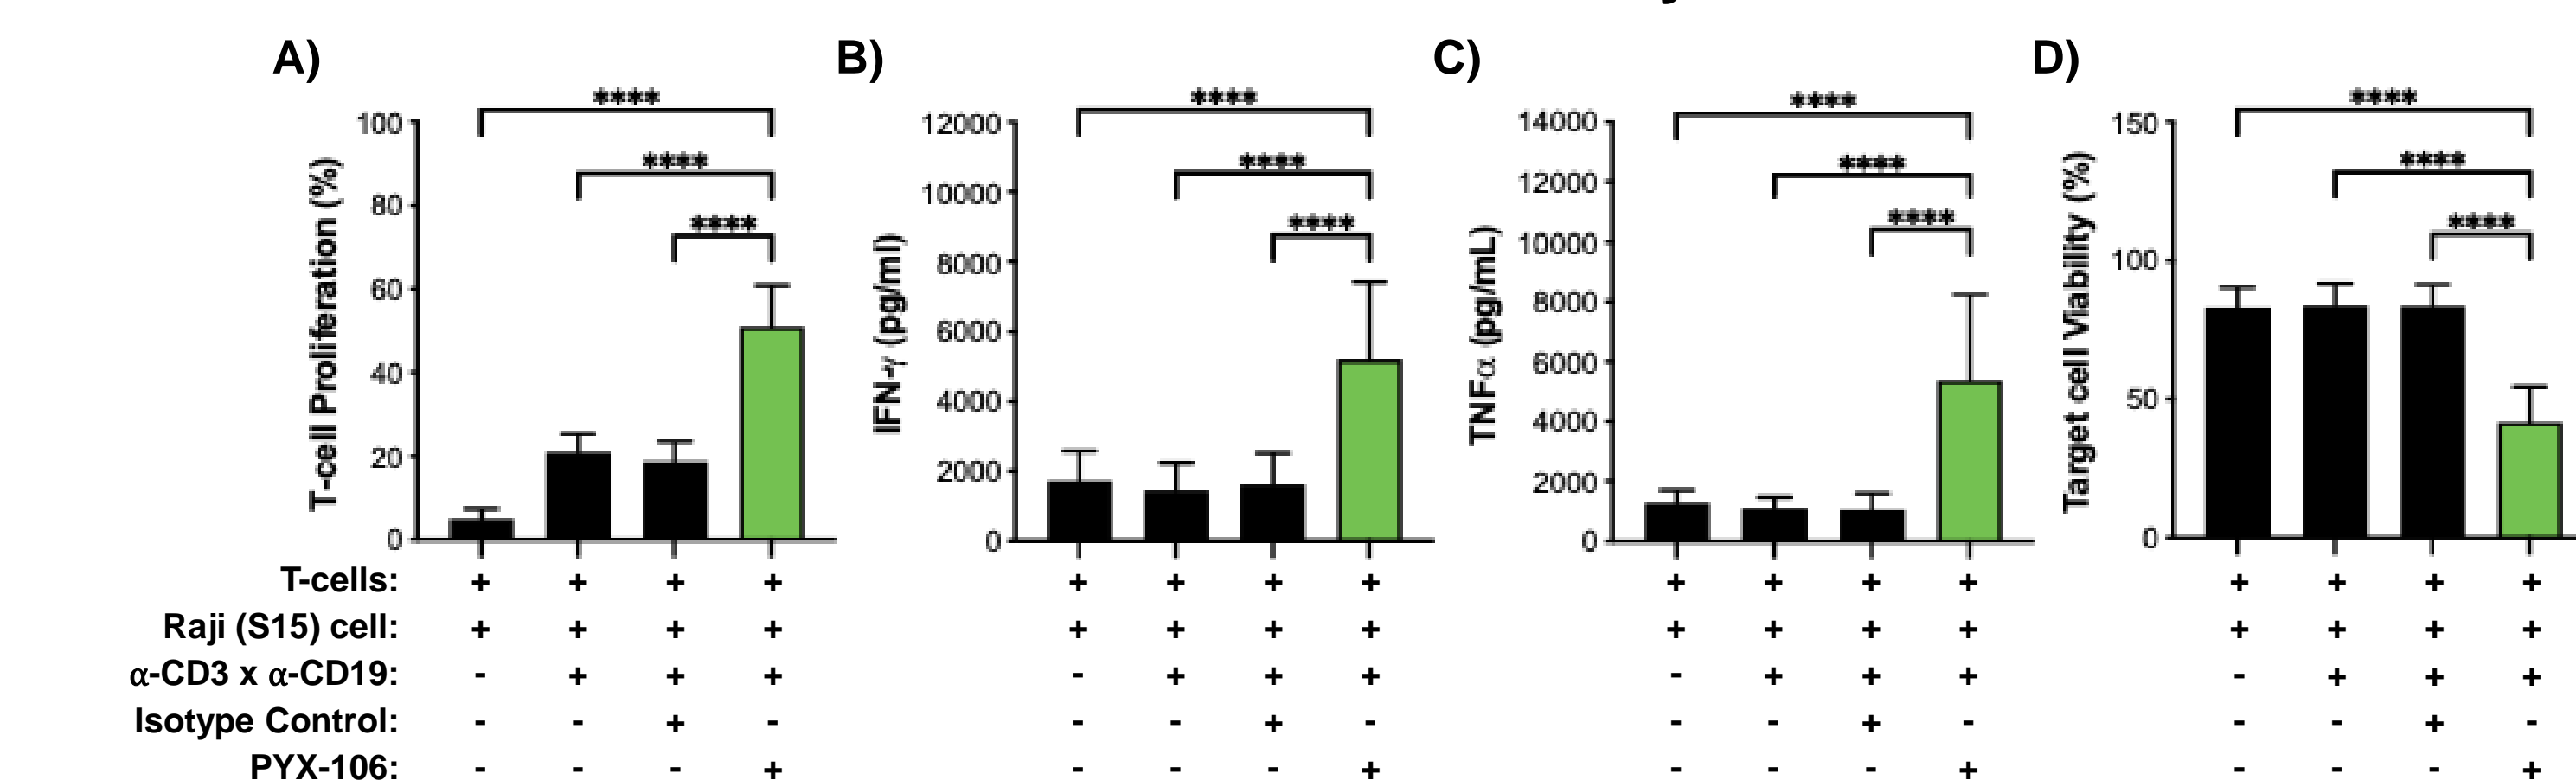 A)
B)
C)
D)
****
****
****
T-cell Proliferation (%)
100
80
60
40
20
0
****
****
****
IFN-γ (pg/ml)
12000
10000
8000
6000
4000
2000
0
****
****
****
TNFα (pg/mL)
14000
12000
10000
8000
6000
4000
2000
0
****
****
****
Target cell Viability (%)
150
100
50
0
T-cells: + + + + + + + + + + + + + + + +
Raji (S15) cell: + + + + + + + + + + + + + + + +
α-CD3 x α-CD19: - + + + - + + + - + + + - + + +
Isotype Control: - - + - - - + - - - + - - - + -
PYX-106: - - - + - - - + - - - + - - - +